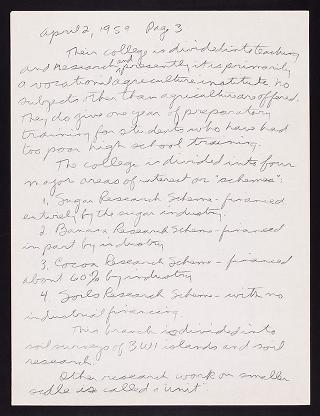 April 2, 1959 Pag 3
Their college is divided into teaching
and research and presently it is primarily
a vocational agriculture institute. No
subjects other than agriculture are offered.
They do give one year of preparatory
training for students who have had
too poor high school training.
The college is divided into four
major areas of interest or "schemes":
1. Sugar Research Scheme - financed
entirely by the sugar industry.
2. Banana Research Scheme - financed
in part by industry
3. Cocoa Research Scheme - financed
about 60% by industry
4. Soils Research Scheme - with no
industrial financing.
This branch is divided into
soil surveys of BWI islands and soil
research.
Other research work on smaller
scale is called a "unit"